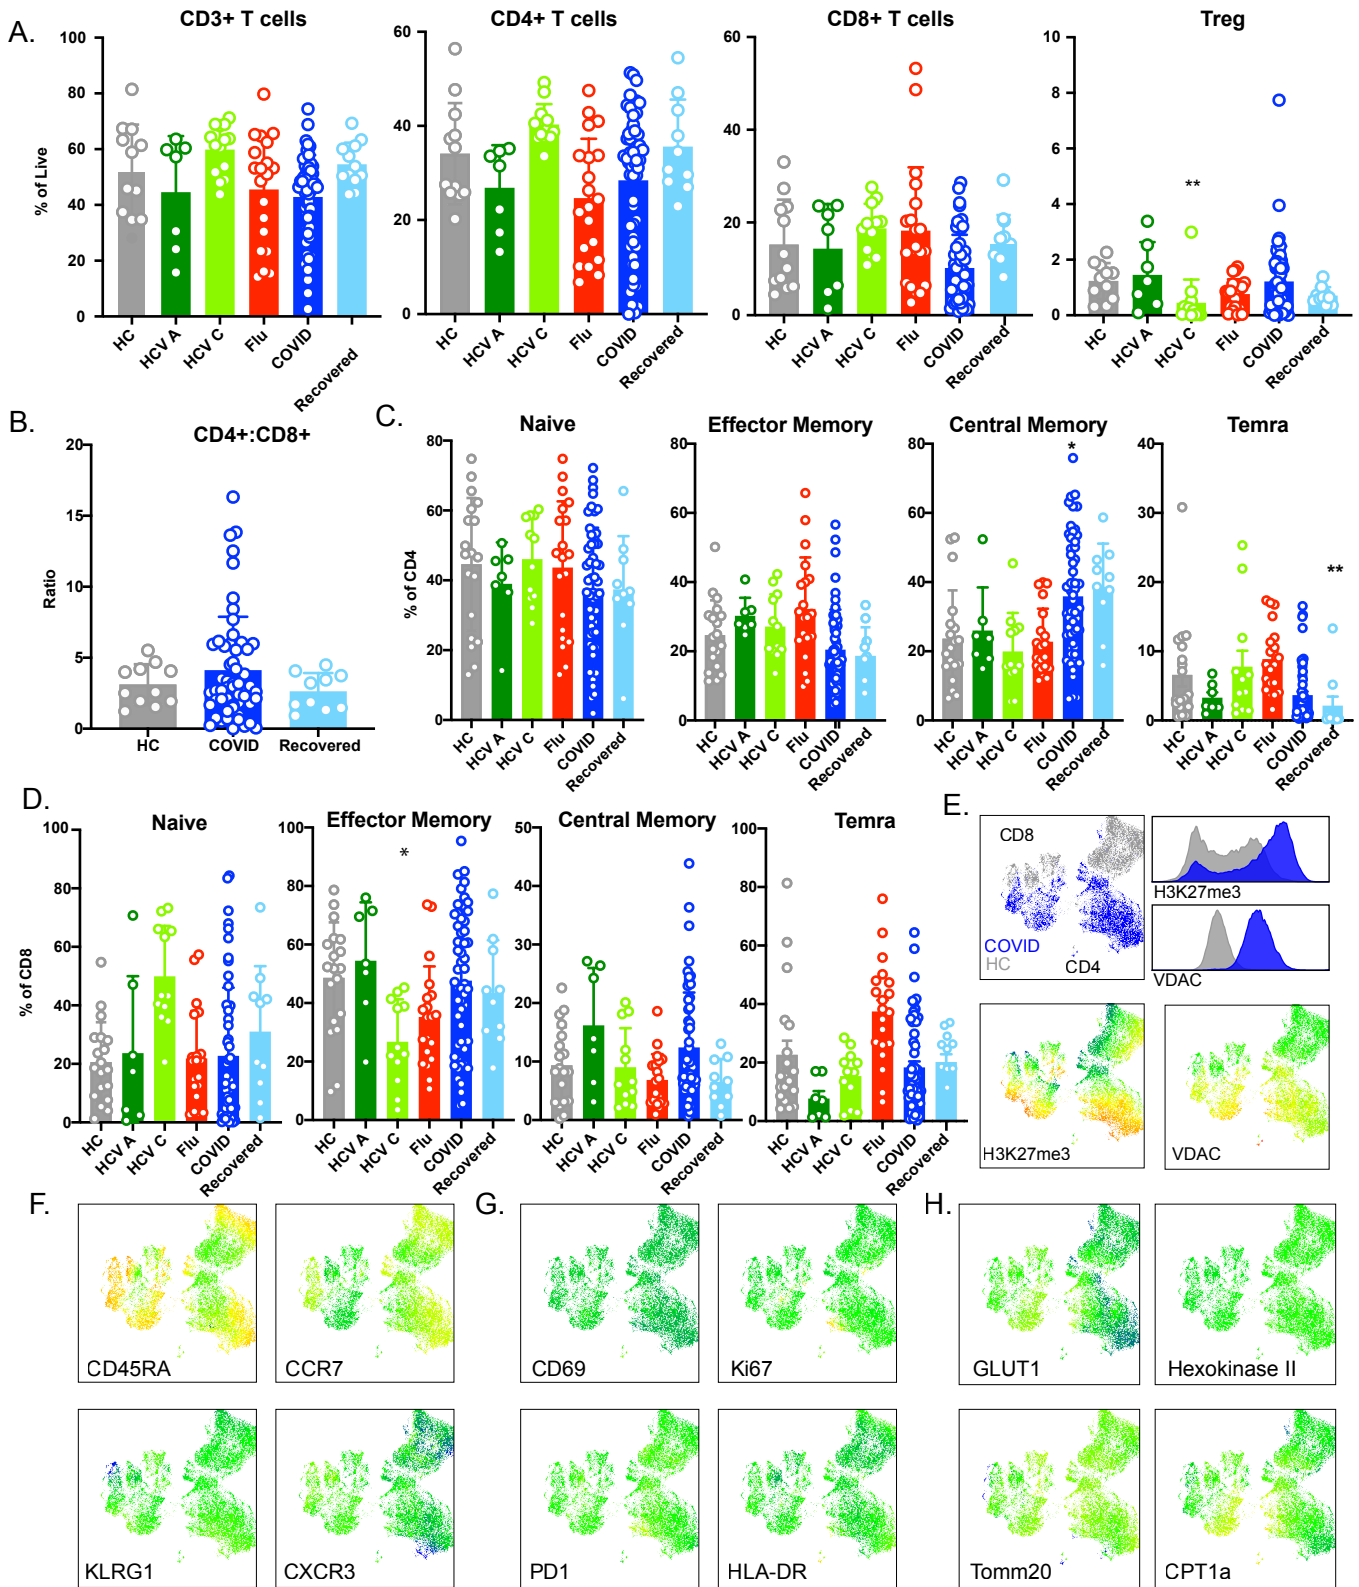 A.
CD3+ T cells
CD4+ T cells
CD8+ T cells
Treg
% of Live
100
80
60
40
20
0
60
40
20
0
60
40
20
0
10
8
6
4
2
0
**
HC
HCV A
HCV C
Flu
COVID
Recovered
HC
HCV A
HCV C
Flu
COVID
Recovered
HC
HCV A
HCV C
Flu
COVID
Recovered
HC
HCV A
HCV C
Flu
COVID
Recovered
B.
CD4+:CD8+
Ratio
20
15
10
5
0
HC
COVID
Recovered
C.
Naive
Effector Memory
Central Memory
Temra
% of CD4
80
60
40
20
0
80
60
40
20
0
80
60
40
20
0
*
40
30
20
10
0
**
HC
HCV A
HCV C
Flu
COVID
Recovered
HC
HCV A
HCV C
Flu
COVID
Recovered
HC
HCV A
HCV C
Flu
COVID
Recovered
HC
HCV A
HCV C
Flu
COVID
Recovered
D.
Naive
Effector Memory
Central Memory
Temra
% of CD8
100
80
60
40
20
0
100
80
60
40
20
0
*
50
40
30
20
10
0
100
80
60
40
20
0
HC
HCV A
HCV C
Flu
COVID
Recovered
HC
HCV A
HCV C
Flu
COVID
Recovered
HC
HCV A
HCV C
Flu
COVID
Recovered
HC
HCV A
HCV C
Flu
COVID
Recovered
E.
CD8
COVID
HC
CD4
H3K27me3
VDAC
H3K27me3
VDAC
F.
CD45RA
CCR7
KLRG1
CXCR3
G.
CD69
Ki67
PD1
HLA-DR
H.
GLUT1
Hexokinase II
Tomm20
CPT1a